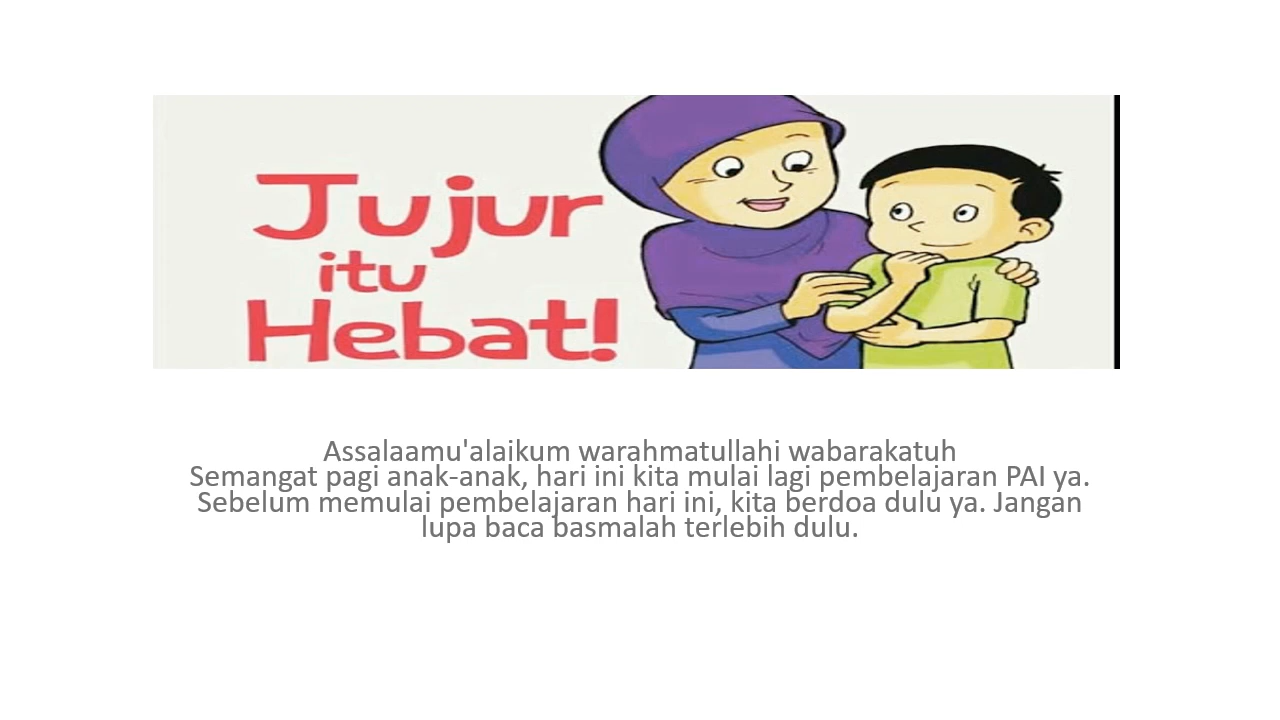 Jujur
itu
Hebat!
Assalaamu'alaikum warahmatullahi wabarakatuh
Semangat pagi anak-anak, hari ini kita mulai lagi pembelajaran PAI ya.
Sebelum memulai pembelajaran hari ini, kita berdoa dulu ya. Jangan
lupa baca basmalah terlebih dulu.